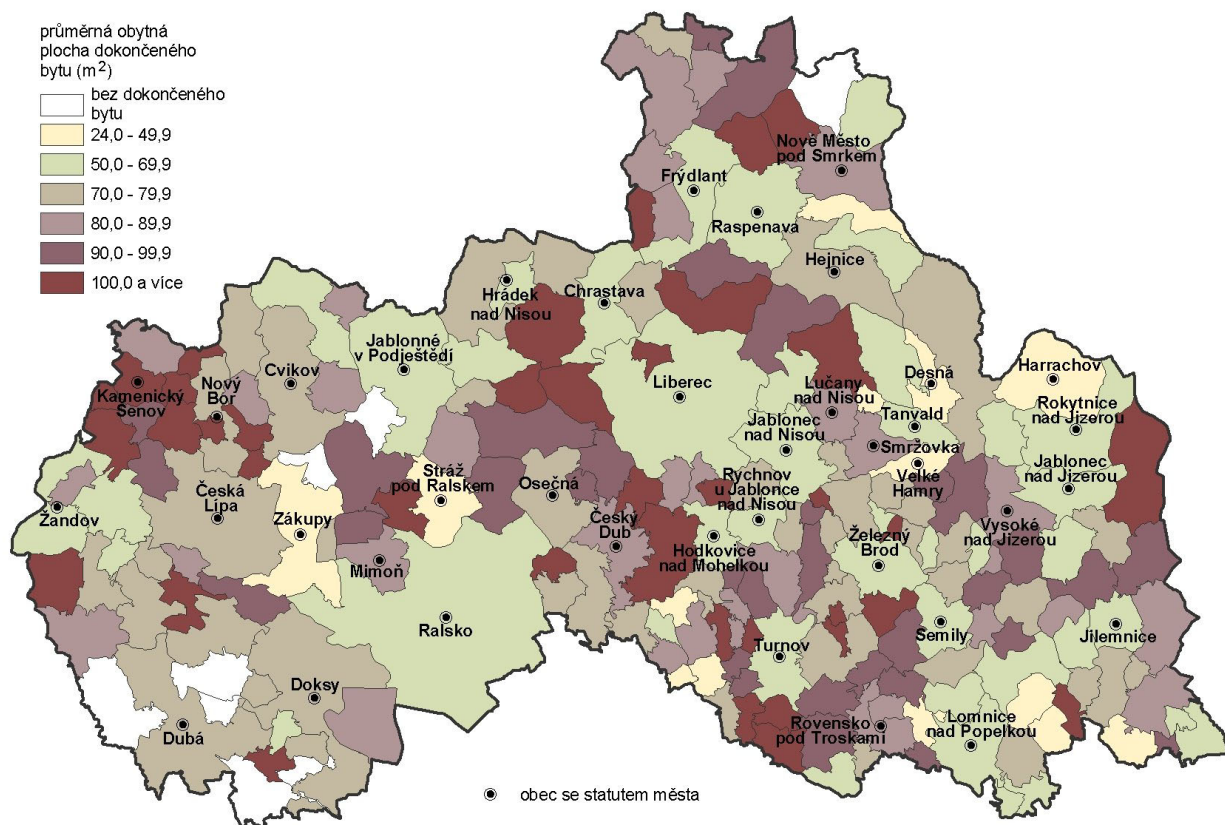 průměrná obytná
plocha dokončeného
bytu (m²)
bez dokončeného
bytu
24,0 - 49,9
50,0 - 69,9
70,0 - 79,9
80,0 - 89,9
90,0 - 99,9
100,0 a více
Nové Město
pod Smrkem
Frýdlant
Raspenava
Hejnice
Hrádek
nad Nisou
Chrastava
Jablonné
v Podještědí
Cvikov
Kamenický
Šenov
Nový
Bor
Liberec
Lučany
nad Nisou
Desná
Harrachov
Tanvald
Rokytnice
nad Jizerou
Jablonec
nad Nisou
Smržovka
Velké
Hamry
Jablonec
nad Jizerou
Stráž
pod Ralskem
Osečná
Rychnov
u Jablonce
nad Nisou
Česká
Lípa
Žandov
Zákupy
Český
Dub
Vysoké
nad Jizerou
Železný
Brod
Hodkovice
nad Mohelkou
Mimoň
Ralsko
Semily
Jilemnice
Turnov
Doksy
Dubá
Rovensko
pod Troskami
Lomnice
nad Popelkou
obec se statutem města